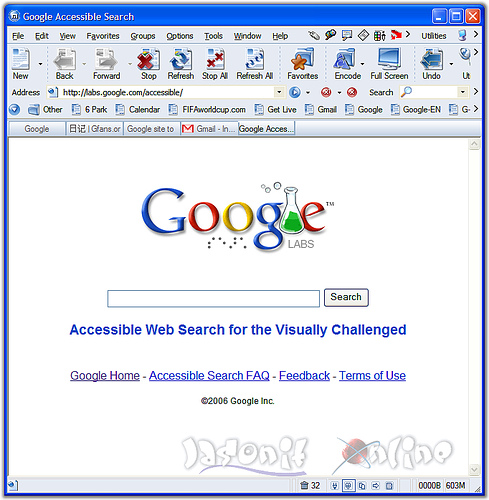 Google Accessible Search
File Edit View Favorites Groups Options Tools Window Help Utilities
New Back Forward Stop Refresh Stop All Refresh All Favorites Encode Full Screen Undo Ut
Address http://labs.google.com/accessible/ Search
Other 6 Park Calendar FIFAworldcup.com Get Live Gmail Google Google-EN G-
Google 日记 | Gfans.or Google site to Gmail - In... Google Acces...
Google™
LABS
Search
Accessible Web Search for the Visually Challenged
Google Home - Accessible Search FAQ - Feedback - Terms of Use
©2006 Google Inc.
Jasonit Online
32 0000B 603M